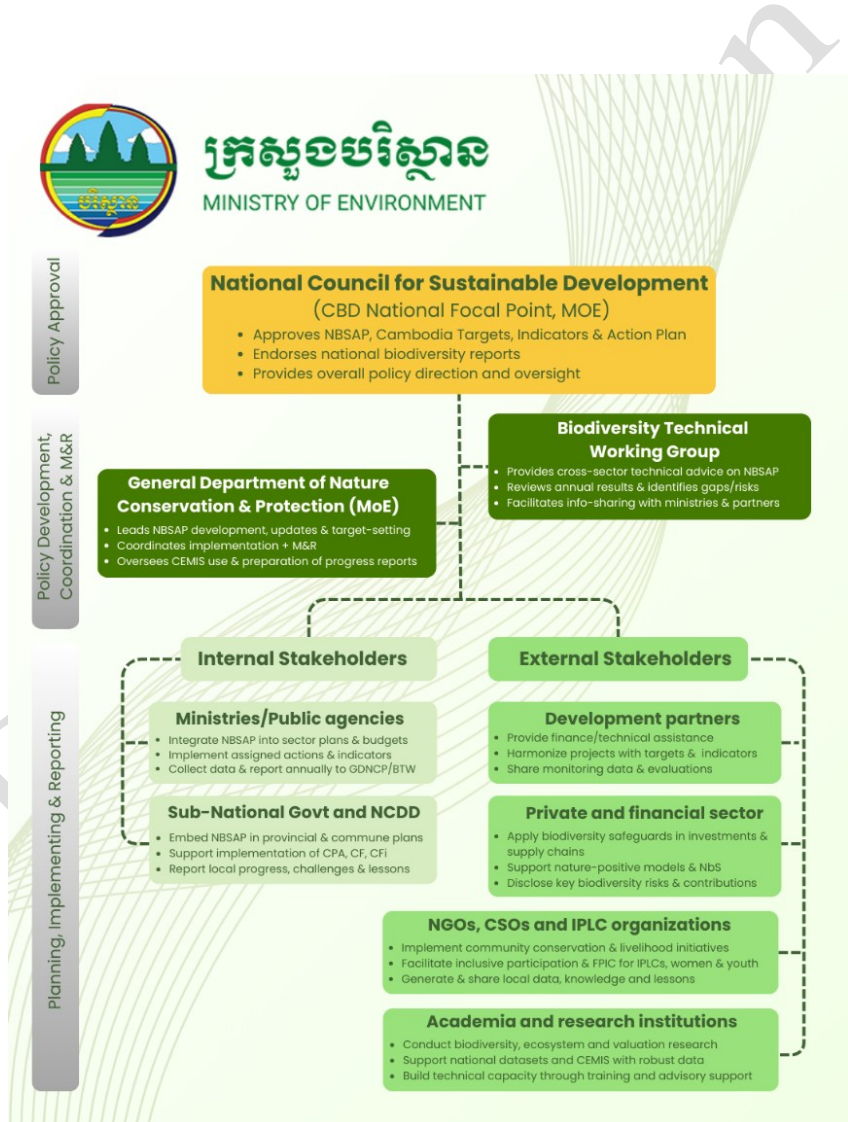 ក្រសួងបរិស្ថាន
MINISTRY OF ENVIRONMENT
បរិស្ថាន
Policy Approval
National Council for Sustainable Development
(CBD National Focal Point, MOE)
• Approves NBSAP, Cambodia Targets, Indicators & Action Plan
• Endorses national biodiversity reports
• Provides overall policy direction and oversight
Policy Development,
Coordination & M&R
Biodiversity Technical
Working Group
• Provides cross-sector technical advice on NBSAP
• Reviews annual results & identifies gaps/risks
• Facilitates info-sharing with ministries & partners
General Department of Nature
Conservation & Protection (MoE)
• Leads NBSAP development, updates & target-setting
• Coordinates implementation + M&R
• Oversees CEMIS use & preparation of progress reports
Planning, Implementing & Reporting
Internal Stakeholders
Ministries/Public agencies
• Integrate NBSAP into sector plans & budgets
• Implement assigned actions & indicators
• Collect data & report annually to GDNCP/BTW
Sub-National Govt and NCDD
• Embed NBSAP in provincial & commune plans
• Support implementation of CPA, CF, CFi
• Report local progress, challenges & lessons
External Stakeholders
Development partners
• Provide finance/technical assistance
• Harmonize projects with targets & indicators
• Share monitoring data & evaluations
Private and financial sector
• Apply biodiversity safeguards in investments &
supply chains
• Support nature-positive models & NbS
• Disclose key biodiversity risks & contributions
NGOs, CSOs and IPLC organizations
• Implement community conservation & livelihood initiatives
• Facilitate inclusive participation & FPIC for IPLCs, women & youth
• Generate & share local data, knowledge and lessons
Academia and research institutions
• Conduct biodiversity, ecosystem and valuation research
• Support national datasets and CEMIS with robust data
• Build technical capacity through training and advisory support